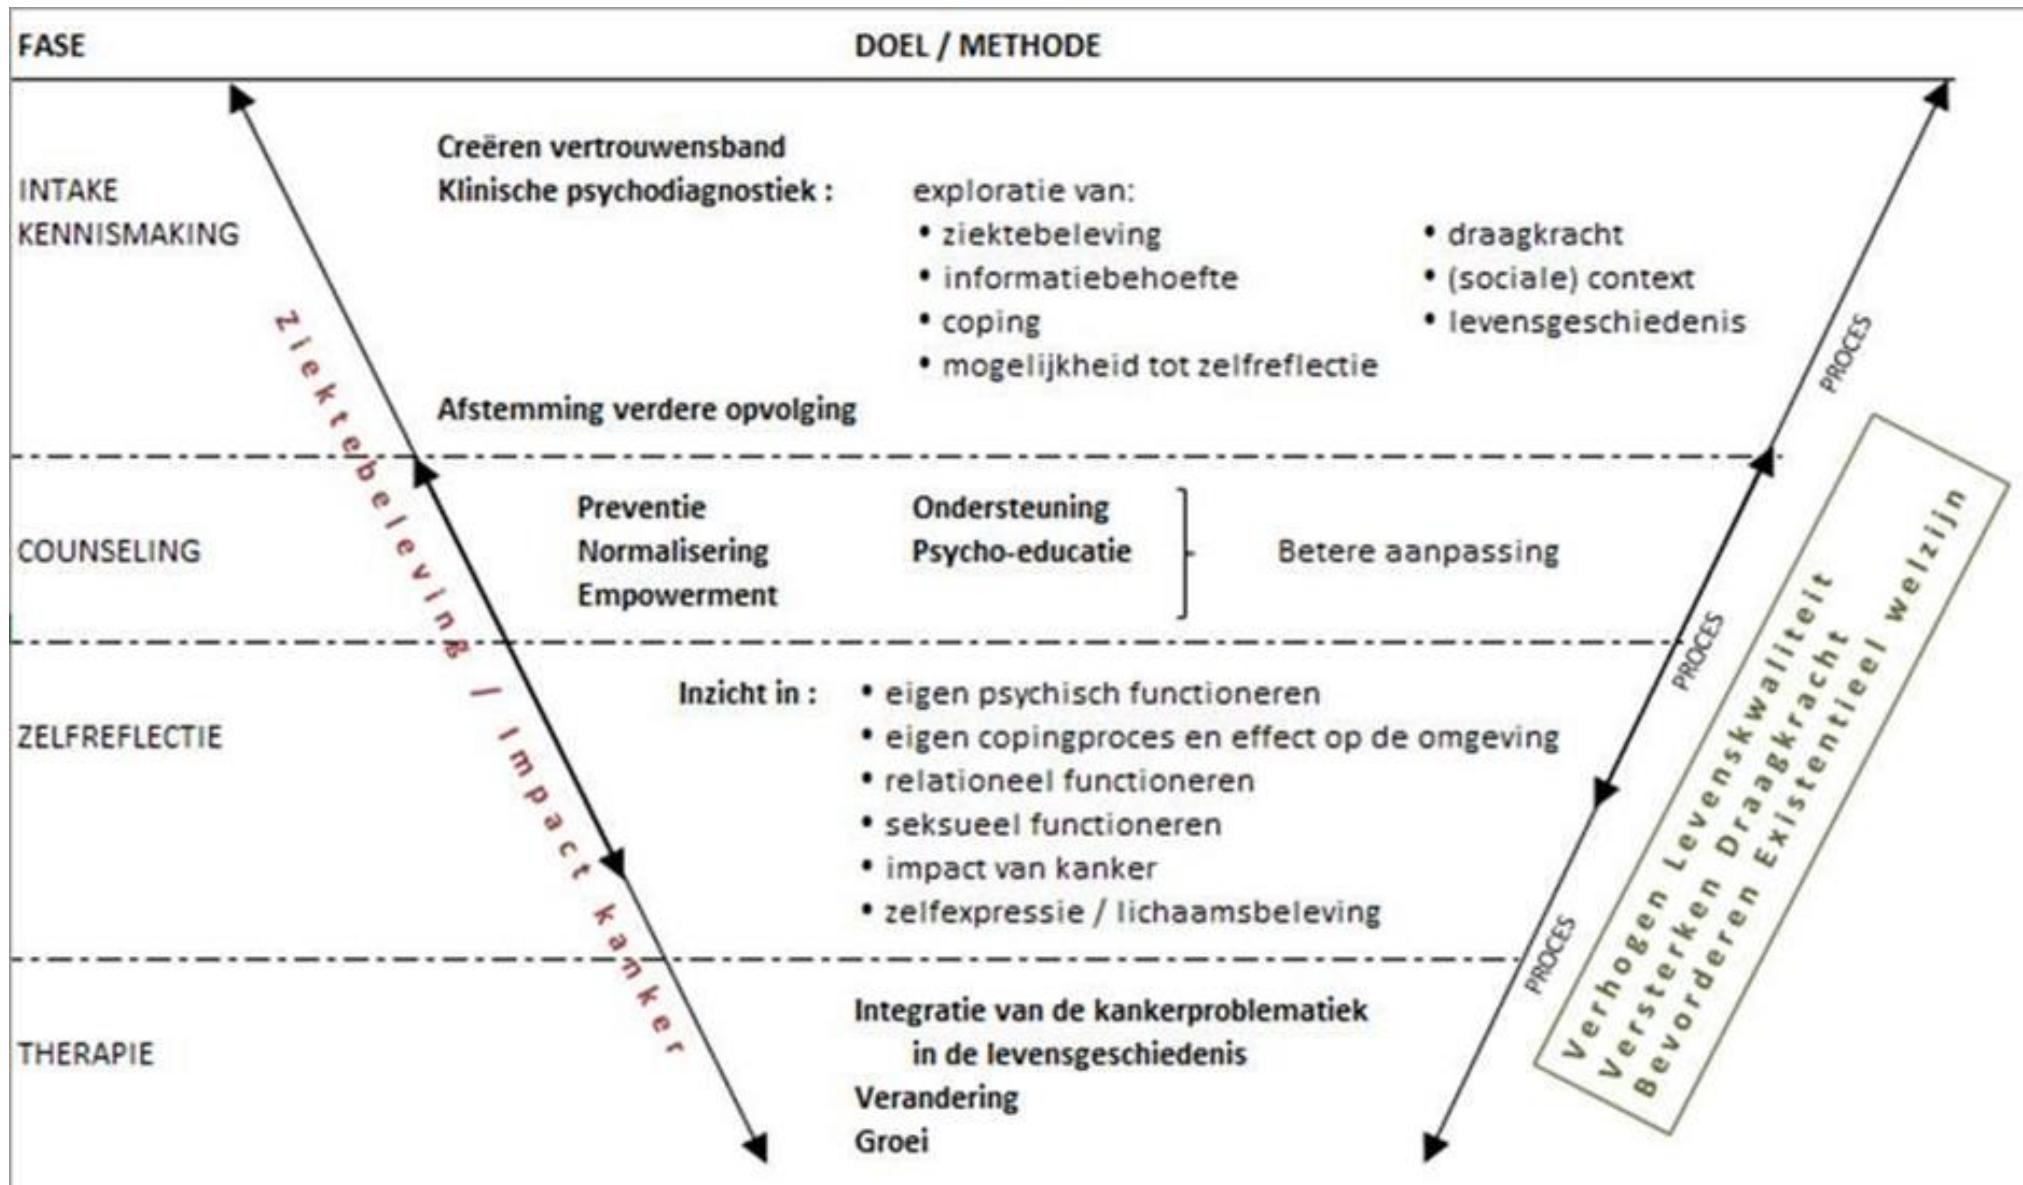 FASE DOEL / METHODE
Creëren vertrouwensband
INTAKE Klinische psychodiagnostiek : exploratie van:
KENNISMAKING • ziektebeleving • draagkracht
• informatiebehoefte • (sociale) context
• coping • levensgeschiedenis
• mogelijkheid tot zelfreflectie
Afstemming verdere opvolging
Preventie Ondersteuning
COUNSELING Normalisering Psycho-educatie Betere aanpassing
Empowerment
Inzicht in : • eigen psychisch functioneren
ZELFREFLECTIE • eigen copingproces en effect op de omgeving
• relationeel functioneren
• seksueel functioneren
• impact van kanker
• zelfexpressie / lichaamsbeleving
Integratie van de kankerproblematiek
THERAPIE in de levensgeschiedenis
Verandering
Groei
Ziektebeleving / Impact kanker
PROCES
PROCES
PROCES
Verhogen Levenskwaliteit
Versterken Draagkracht
Bevorderen Existentieel welzijn